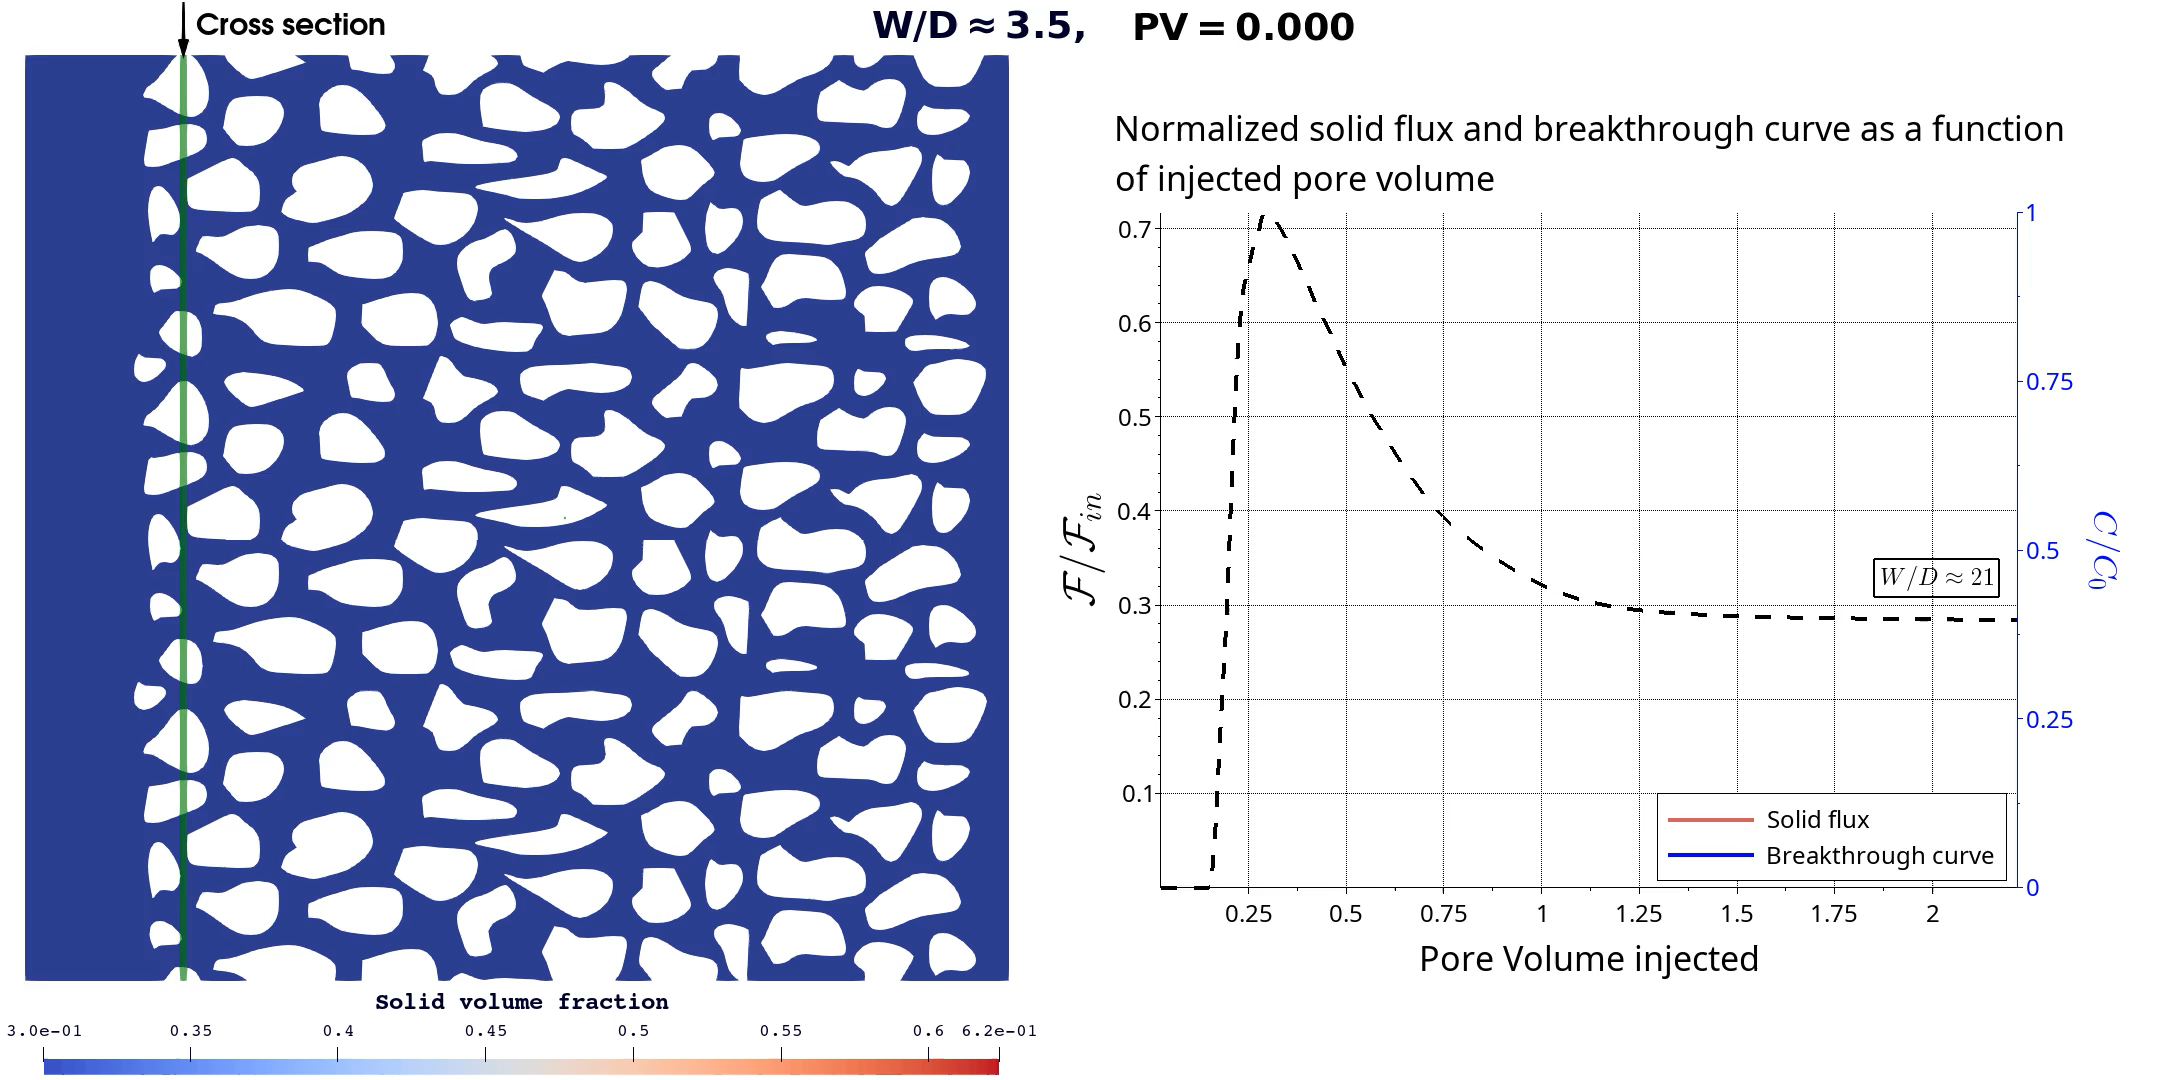 Cross section
W/D ≈ 3.5, PV = 0.000
Normalized solid flux and breakthrough curve as a function
of injected pore volume
0.7
0.6
0.5
0.4
0.3
0.2
0.1
ℱ/ℱin
1
0.75
0.5
0.25
0
C/C0
W/D ≈ 21
Solid flux
Breakthrough curve
0.25 0.5 0.75 1 1.25 1.5 1.75 2
Pore Volume injected
Solid volume fraction
3.0e-01 0.35 0.4 0.45 0.5 0.55 0.6 6.2e-01